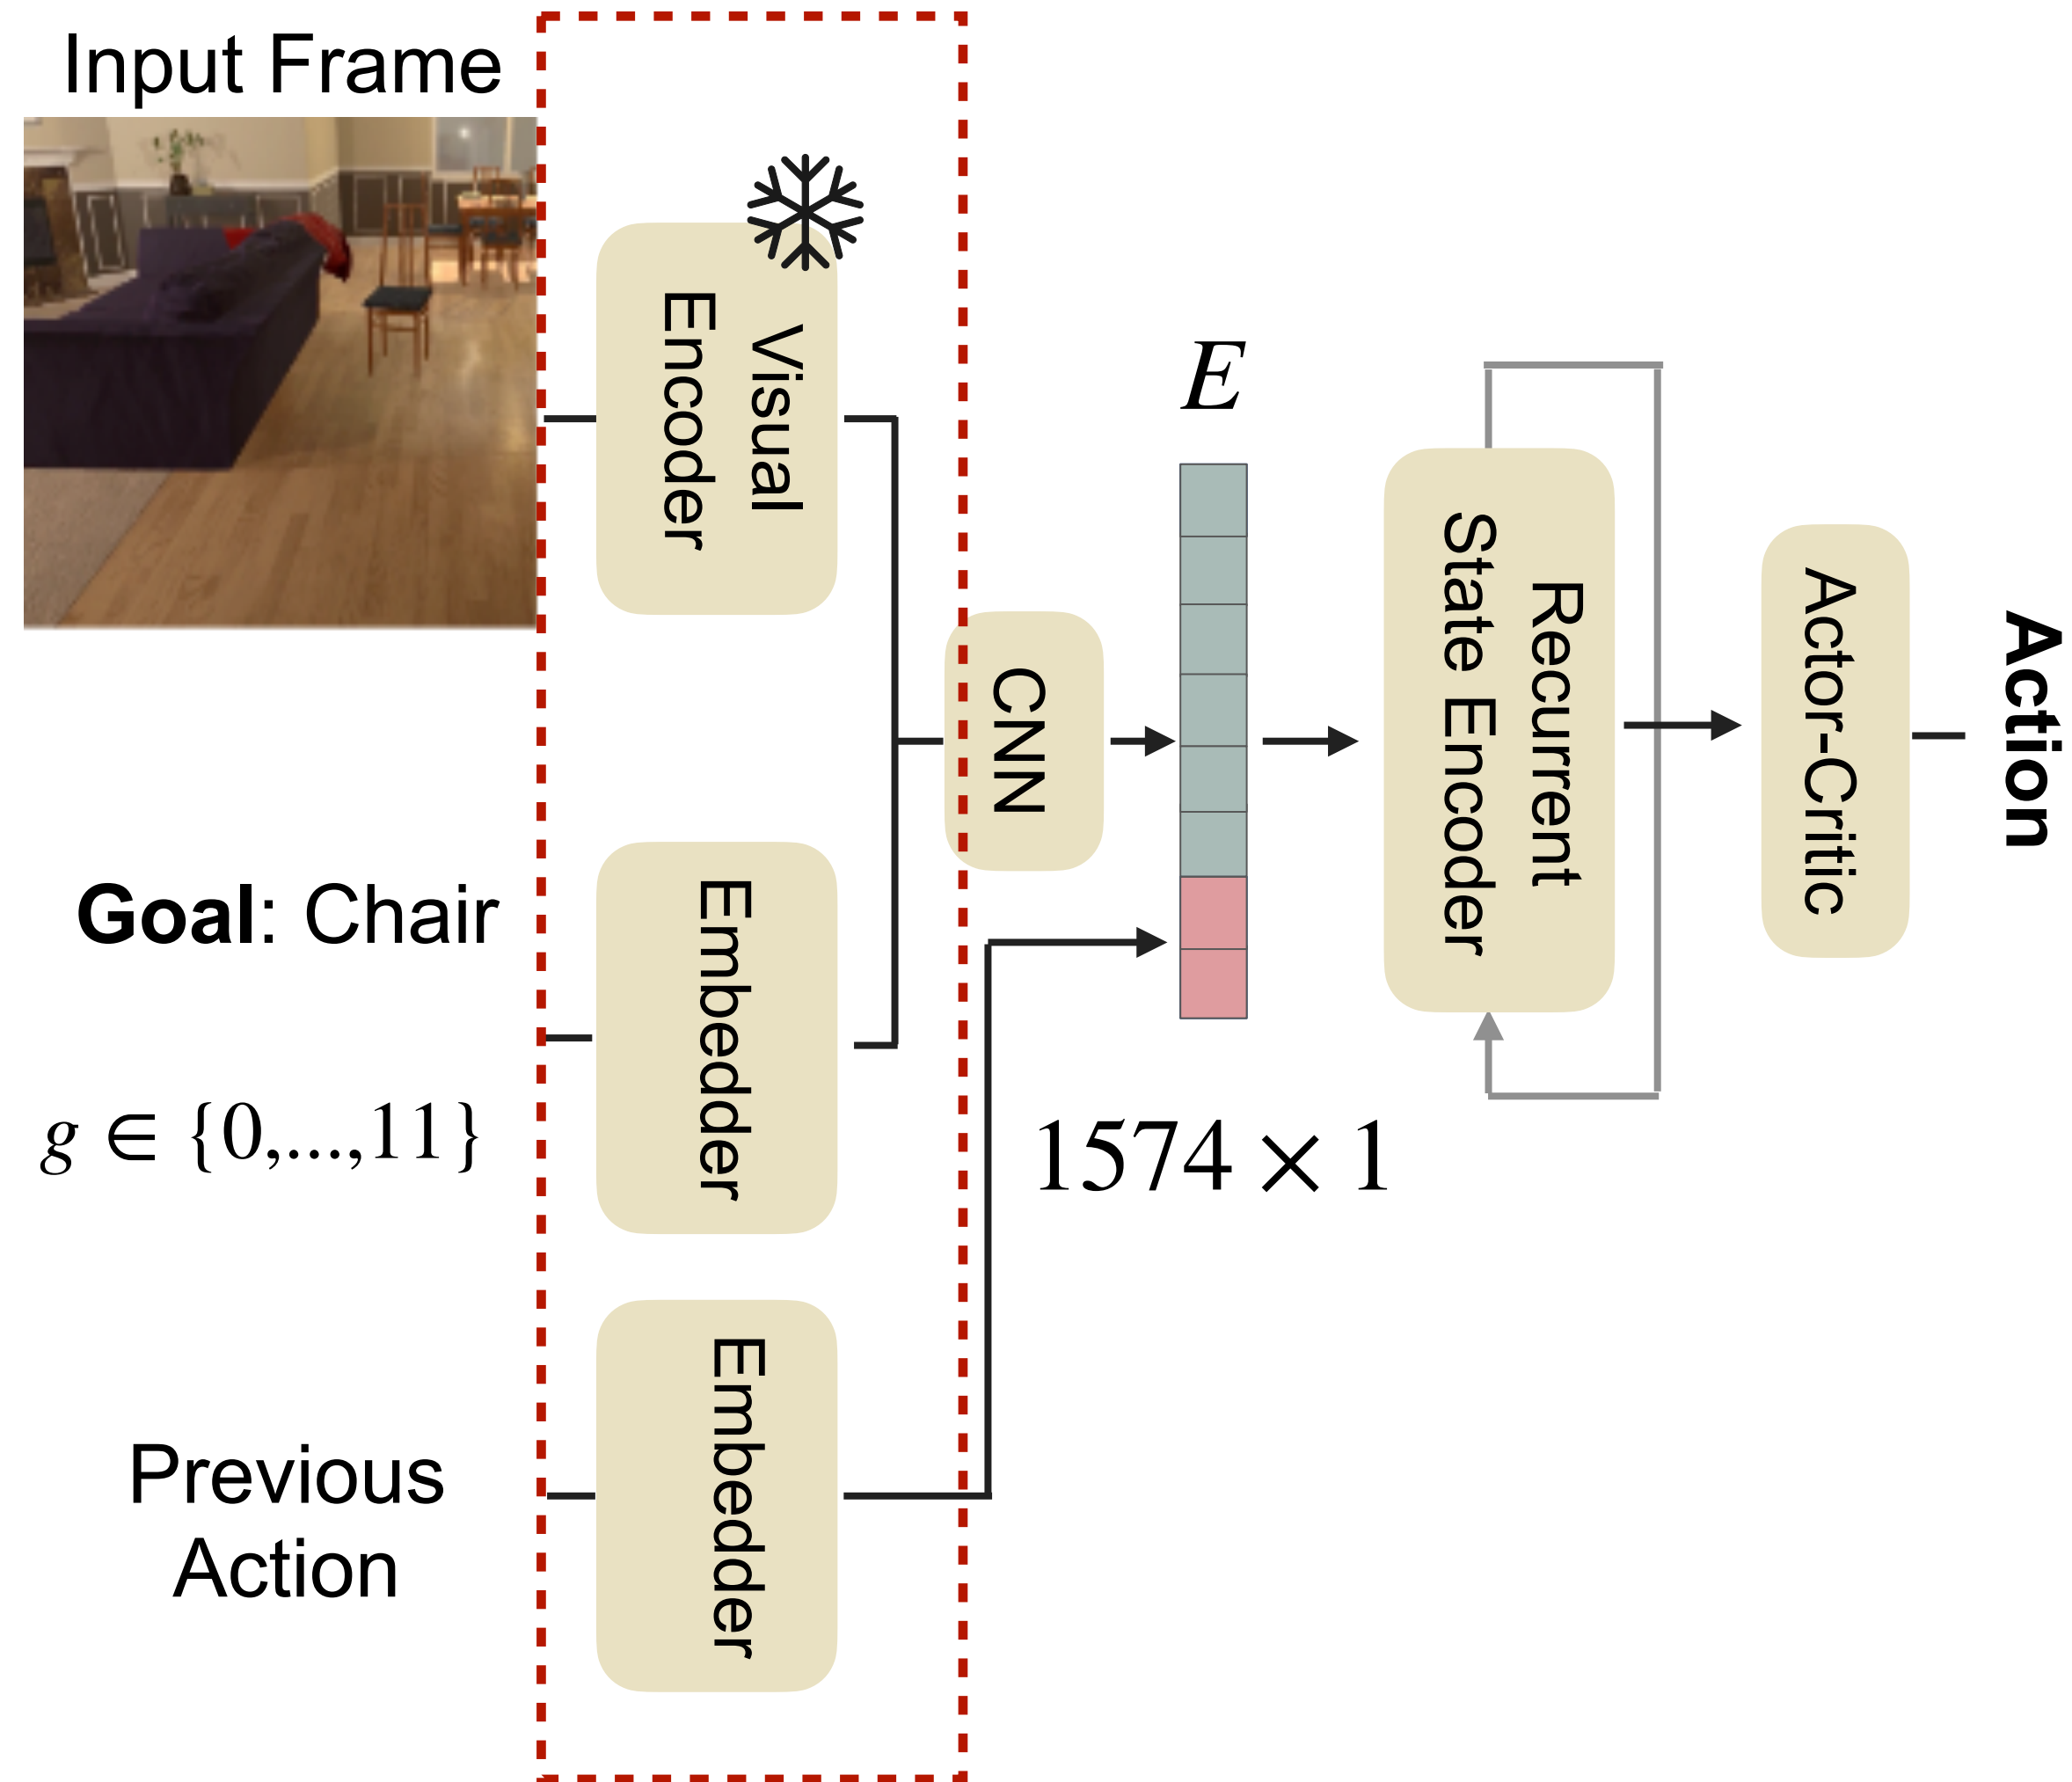 Input Frame
Visual
Encoder
Goal: Chair
g ∈ {0,...,11}
Embedder
Previous
Action
Embedder
CNN
E
1574 × 1
Recurrent
State Encoder
Actor-Critic
Action